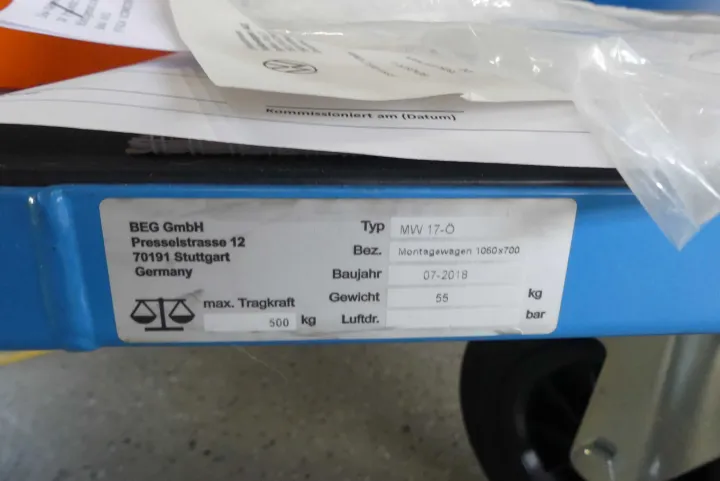 Kommissioniert am (Datum)
BEG GmbH
Presselstrasse 12
70191 Stuttgart
Germany
max. Tragkraft
500 kg
Typ MW 17-Ö
Bez. Montagewagen 1060x700
Baujahr 07-2018
Gewicht 55 kg
Luftdr. bar